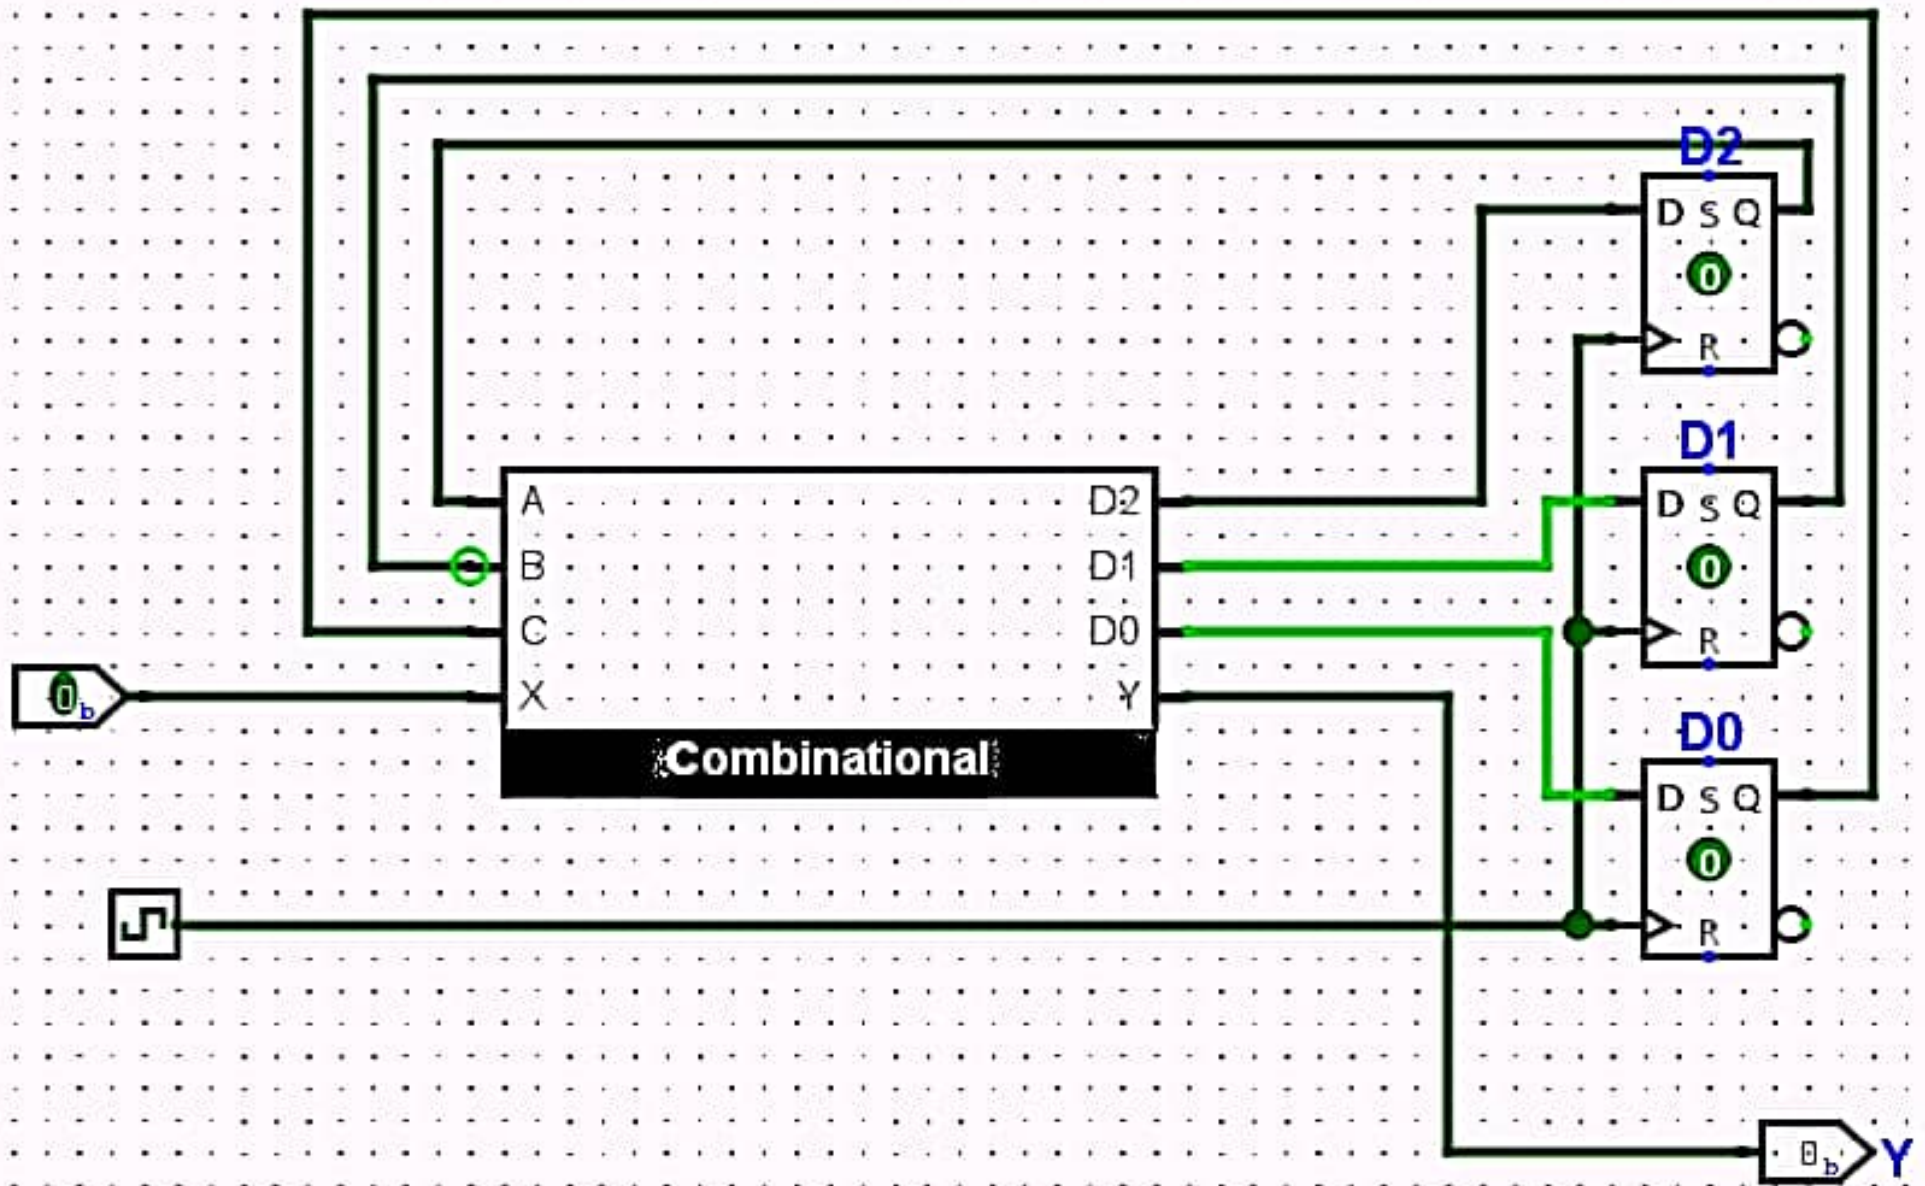 D2
D S Q
0
R
D1
A D2
D S Q
B D1
0
C D0
R
0b X Y
D0
Combinational
D S Q
0
R
0b Y